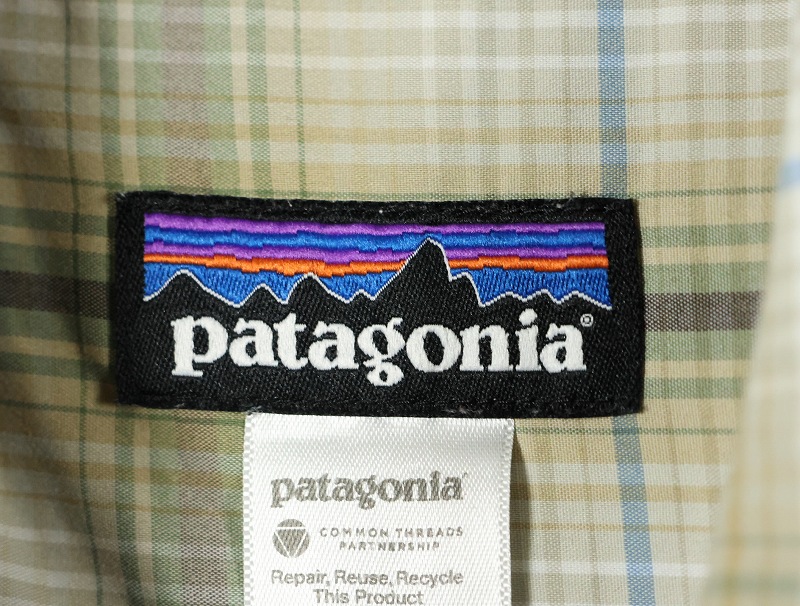 patagonia®
patagonia®
COMMON THREADS
PARTNERSHIP
Repair, Reuse, Recycle
This Product